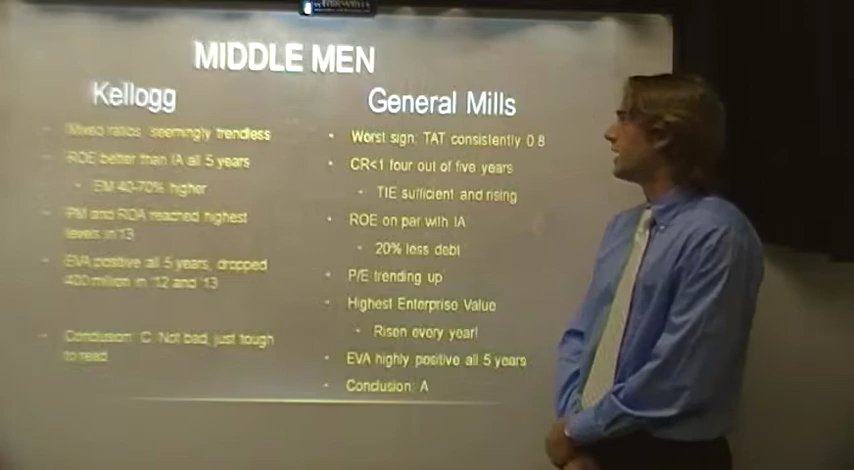 MIDDLE MEN
Kellogg
- Mixed ratios, seemingly trendless
- ROE better than IA all 5 years
• EM 40-70% higher
• PM and ROA reached highest
levels in '13
• EVA positive all 5 years, dropped
400 million in '12 and '13
• Conclusion: C Not bad, just tough
to read
General Mills
• Worst sign: TAT consistently 0.8
• CR<1 four out of five years
• TIE sufficient and rising
• ROE on par with IA
• 20% less debt
• P/E trending up
• Highest Enterprise Value
• Risen every year!
• EVA highly positive all 5 years
• Conclusion: A